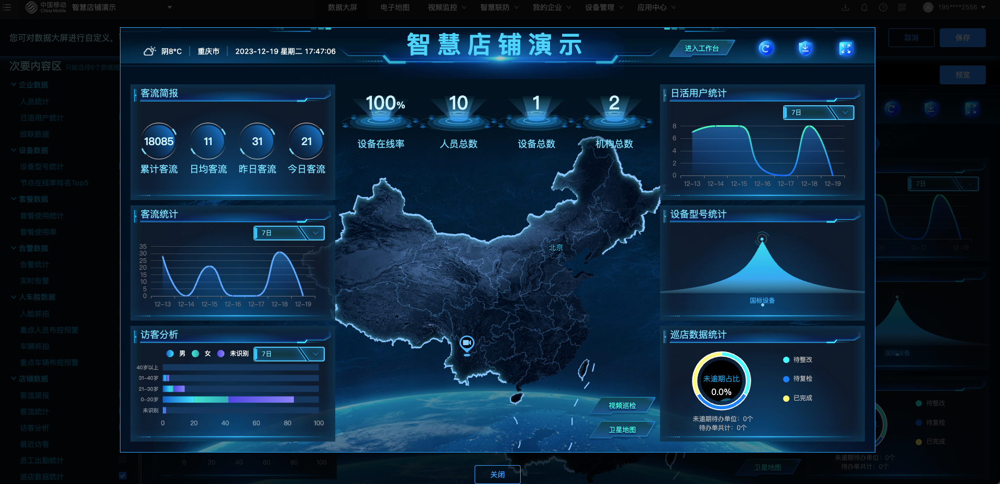 中国移动
China Mobile
智慧店铺演示
数据大屏
电子地图
视频监控
智慧联防
我的企业
设备管理
应用中心
195****2556
您可对数据大屏进行自定义，
取消
保存
预览
次要内容区 只能选择6个数据组
企业数据
人员统计
日活用户统计
级联数据
设备数据
设备型号统计
节点在线率排名Top5
套餐数据
套餐使用统计
套餐使用率
告警数据
告警统计
实时告警
人车脸数据
人脸抓拍
重点人员布控预警
车辆抓拍
重点车辆布控预警
店铺数据
客流简报
客流统计
访客分析
最近访客
员工出勤统计
巡店数据统计
阴8°C
重庆市
2023-12-19 星期二 17:47:06
智慧店铺演示
进入工作台
客流简报
18085
11
31
21
累计客流
日均客流
昨日客流
今日客流
客流统计
7日
35
30
25
20
15
10
5
0
12-13
12-14
12-15
12-16
12-17
12-18
12-19
访客分析
男
女
未识别
7日
40岁以上
31-40岁
21-30岁
0-20岁
未识别
0
20
40
60
80
100
100%
10
1
2
设备在线率
人员总数
设备总数
机构总数
北京
视频巡检
卫星地图
日活用户统计
7日
8
6
4
2
0
12-13
12-14
12-15
12-16
12-17
12-18
12-19
设备型号统计
国标设备
巡店数据统计
未逾期占比
0.0%
待整改
待复检
已完成
未逾期待办单位：0个
待办单共计：0个
7日
12-17
12-19
国标设备
待整改
待复检
已完成
未逾期待办单位：0个
待办单共计：0个
卫星地图
0
20
40
60
80
100
关闭